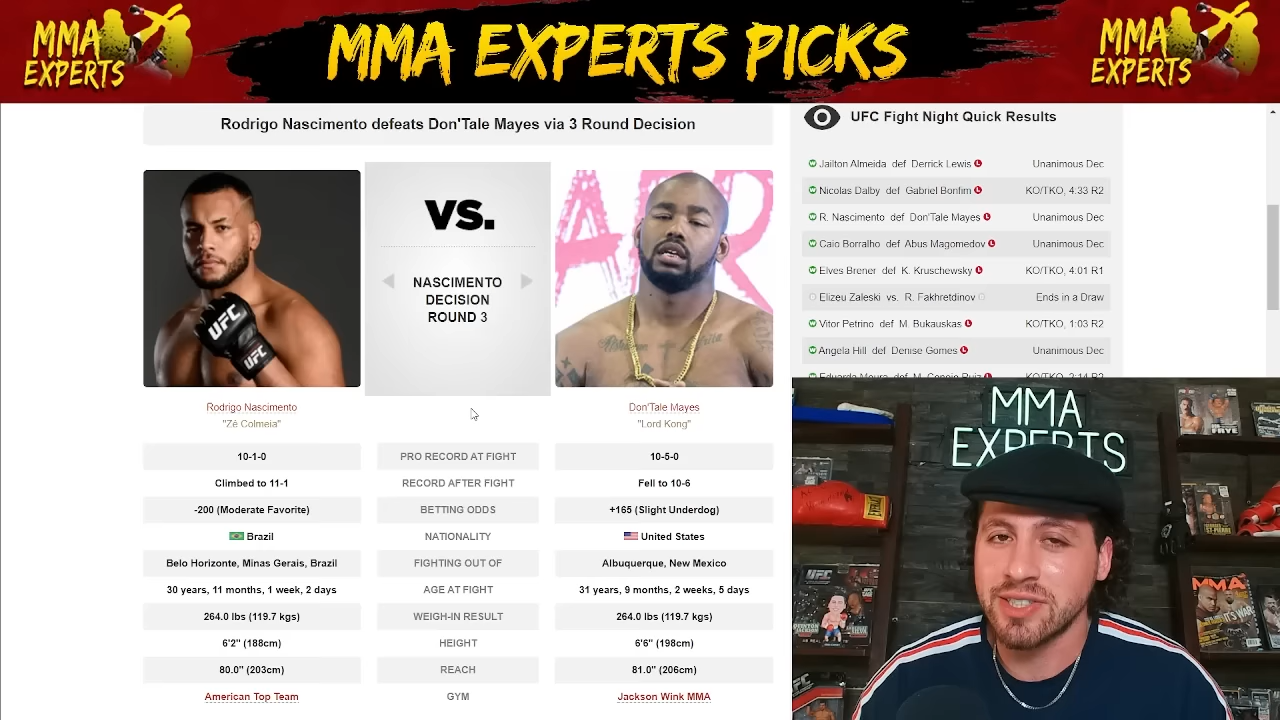 MMA
EXPERTS
MMA EXPERTS PICKS
MMA
EXPERTS
Rodrigo Nascimento defeats Don'Tale Mayes via 3 Round Decision
VS.
NASCIMENTO
DECISION
ROUND 3
Rodrigo Nascimento
"Zé Colmeia"
Don'Tale Mayes
"Lord Kong"
10-1-0 PRO RECORD AT FIGHT 10-5-0
Climbed to 11-1 RECORD AFTER FIGHT Fell to 10-6
-200 (Moderate Favorite) BETTING ODDS +165 (Slight Underdog)
Brazil NATIONALITY United States
Belo Horizonte, Minas Gerais, Brazil FIGHTING OUT OF Albuquerque, New Mexico
30 years, 11 months, 1 week, 2 days AGE AT FIGHT 31 years, 9 months, 2 weeks, 5 days
264.0 lbs (119.7 kgs) WEIGH-IN RESULT 264.0 lbs (119.7 kgs)
6'2" (188cm) HEIGHT 6'6" (198cm)
80.0" (203cm) REACH 81.0" (206cm)
American Top Team GYM Jackson Wink MMA
UFC Fight Night Quick Results
W Jailton Almeida def Derrick Lewis L Unanimous Dec
W Nicolas Dalby def Gabriel Bonfim L KO/TKO, 4:33 R2
W R. Nascimento def Don'Tale Mayes L Unanimous Dec
W Caio Borralho def Abus Magomedov L Unanimous Dec
W Elves Brener def K. Kruschewsky L KO/TKO, 4:01 R1
Elizeu Zaleski vs. R. Fakhretdinov Ends in a Draw
W Vitor Petrino def M. Bukauskas L KO/TKO, 1:03 R2
W Angela Hill def Denise Gomes L Unanimous Dec
UFC
UFC
MMA
EXPERTS
UFC
MMA
UFC